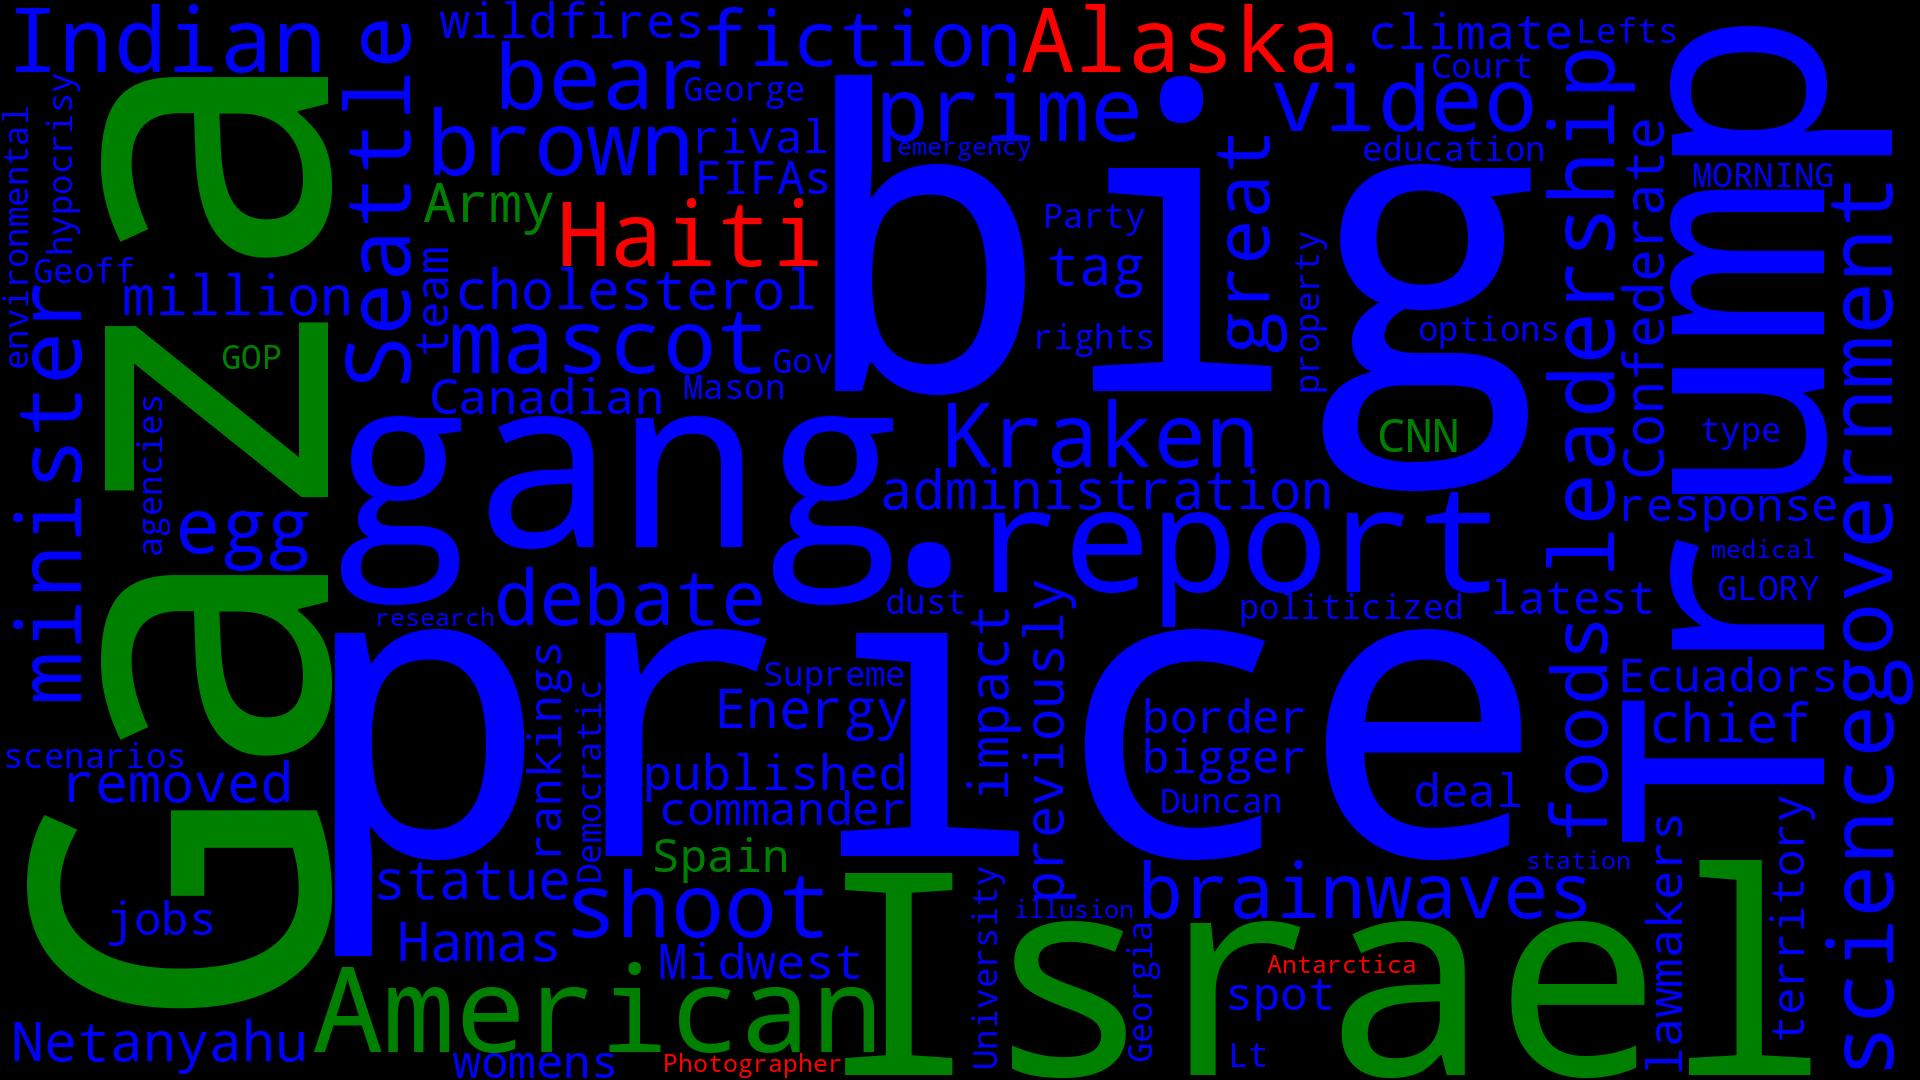 Indian
wildfires
fiction
Alaska
climate
Lefts
Seattle
bear
George
prime
video
Court
Trump
hypocrisy
environmental
Gaza
brown
rival
big
emergency
education
leadership
Confederate
MORNING
Army
FIFAs
Haiti
Party
great
government
Geoff
million
team
cholesterol
tag
property
minister
GOP
mascot
Gov
rights
options
Canadian
Mason
type
agencies
gang.
Kraken
CNN
egg
administration
report
response
research
debate
dust
politicized
latest
medical
GLORY
price
rankings
Democratic
Supreme
Energy
impact
previously
border
bigger
Duncan
deal
foods
Ecuadors
chief
science
scenarios
removed
published
commander
Spain
statue
shoot
brainwaves
station
lawmakers
territory
jobs
Hamas
Midwest
University
illusion
Georgia
Israel
Antarctica
spot
American
Netanyahu
womens
Photographer
Lt